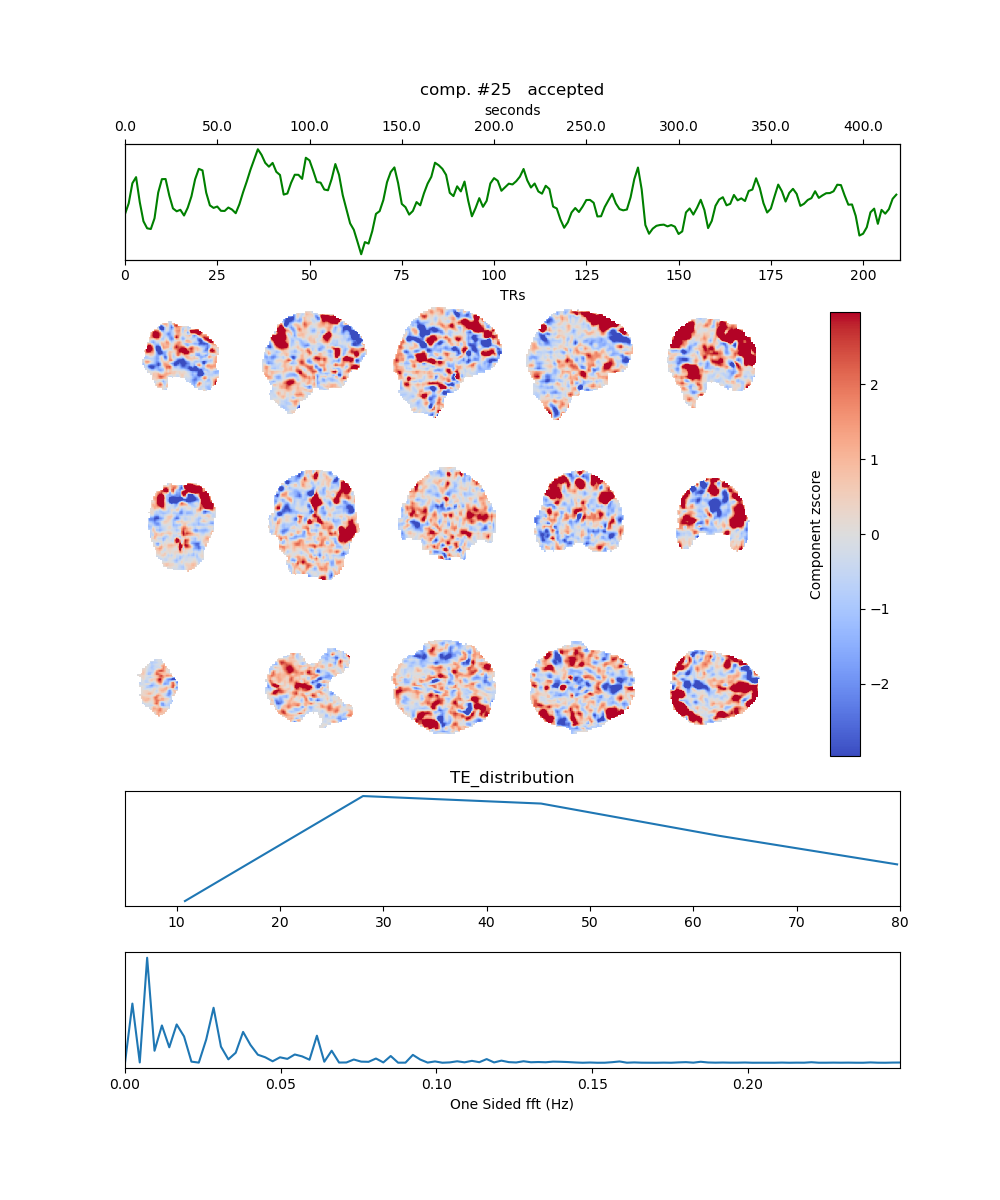 comp. #25   accepted
seconds
0.0 50.0 100.0 150.0 200.0 250.0 300.0 350.0 400.0
0 25 50 75 100 125 150 175 200
TRs
2
1
0
−1
−2
Component zscore
TE_distribution
10 20 30 40 50 60 70 80
0.00 0.05 0.10 0.15 0.20
One Sided fft (Hz)